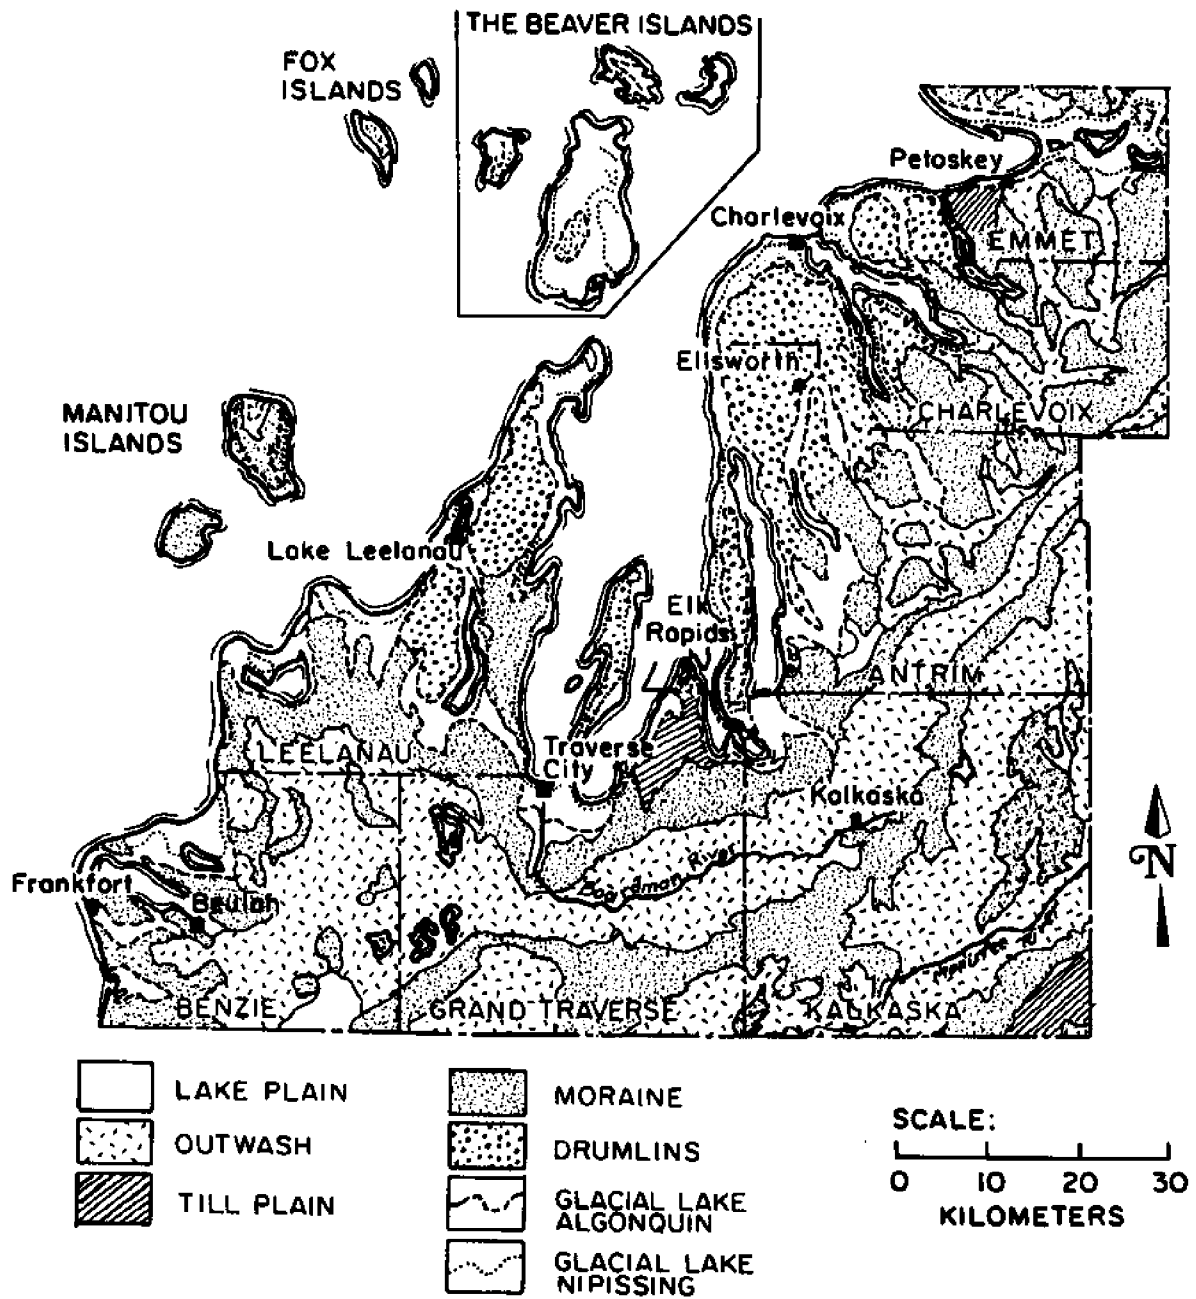 THE BEAVER ISLANDS
FOX
ISLANDS
Petoskey
Charlevoix
EMMET
Ellsworth
MANITOU
ISLANDS
CHARLEVOIX
Lake Leelanau
Elk
Rapids
ANTRIM
LEELANAU
Traverse
City
Kalkaska
Boardman River
N
Frankfort
Beulah
BENZIE
GRAND TRAVERSE
KALKASKA
LAKE PLAIN
MORAINE
OUTWASH
DRUMLINS
TILL PLAIN
GLACIAL LAKE
ALGONQUIN
GLACIAL LAKE
NIPISSING
SCALE:
0 10 20 30
KILOMETERS